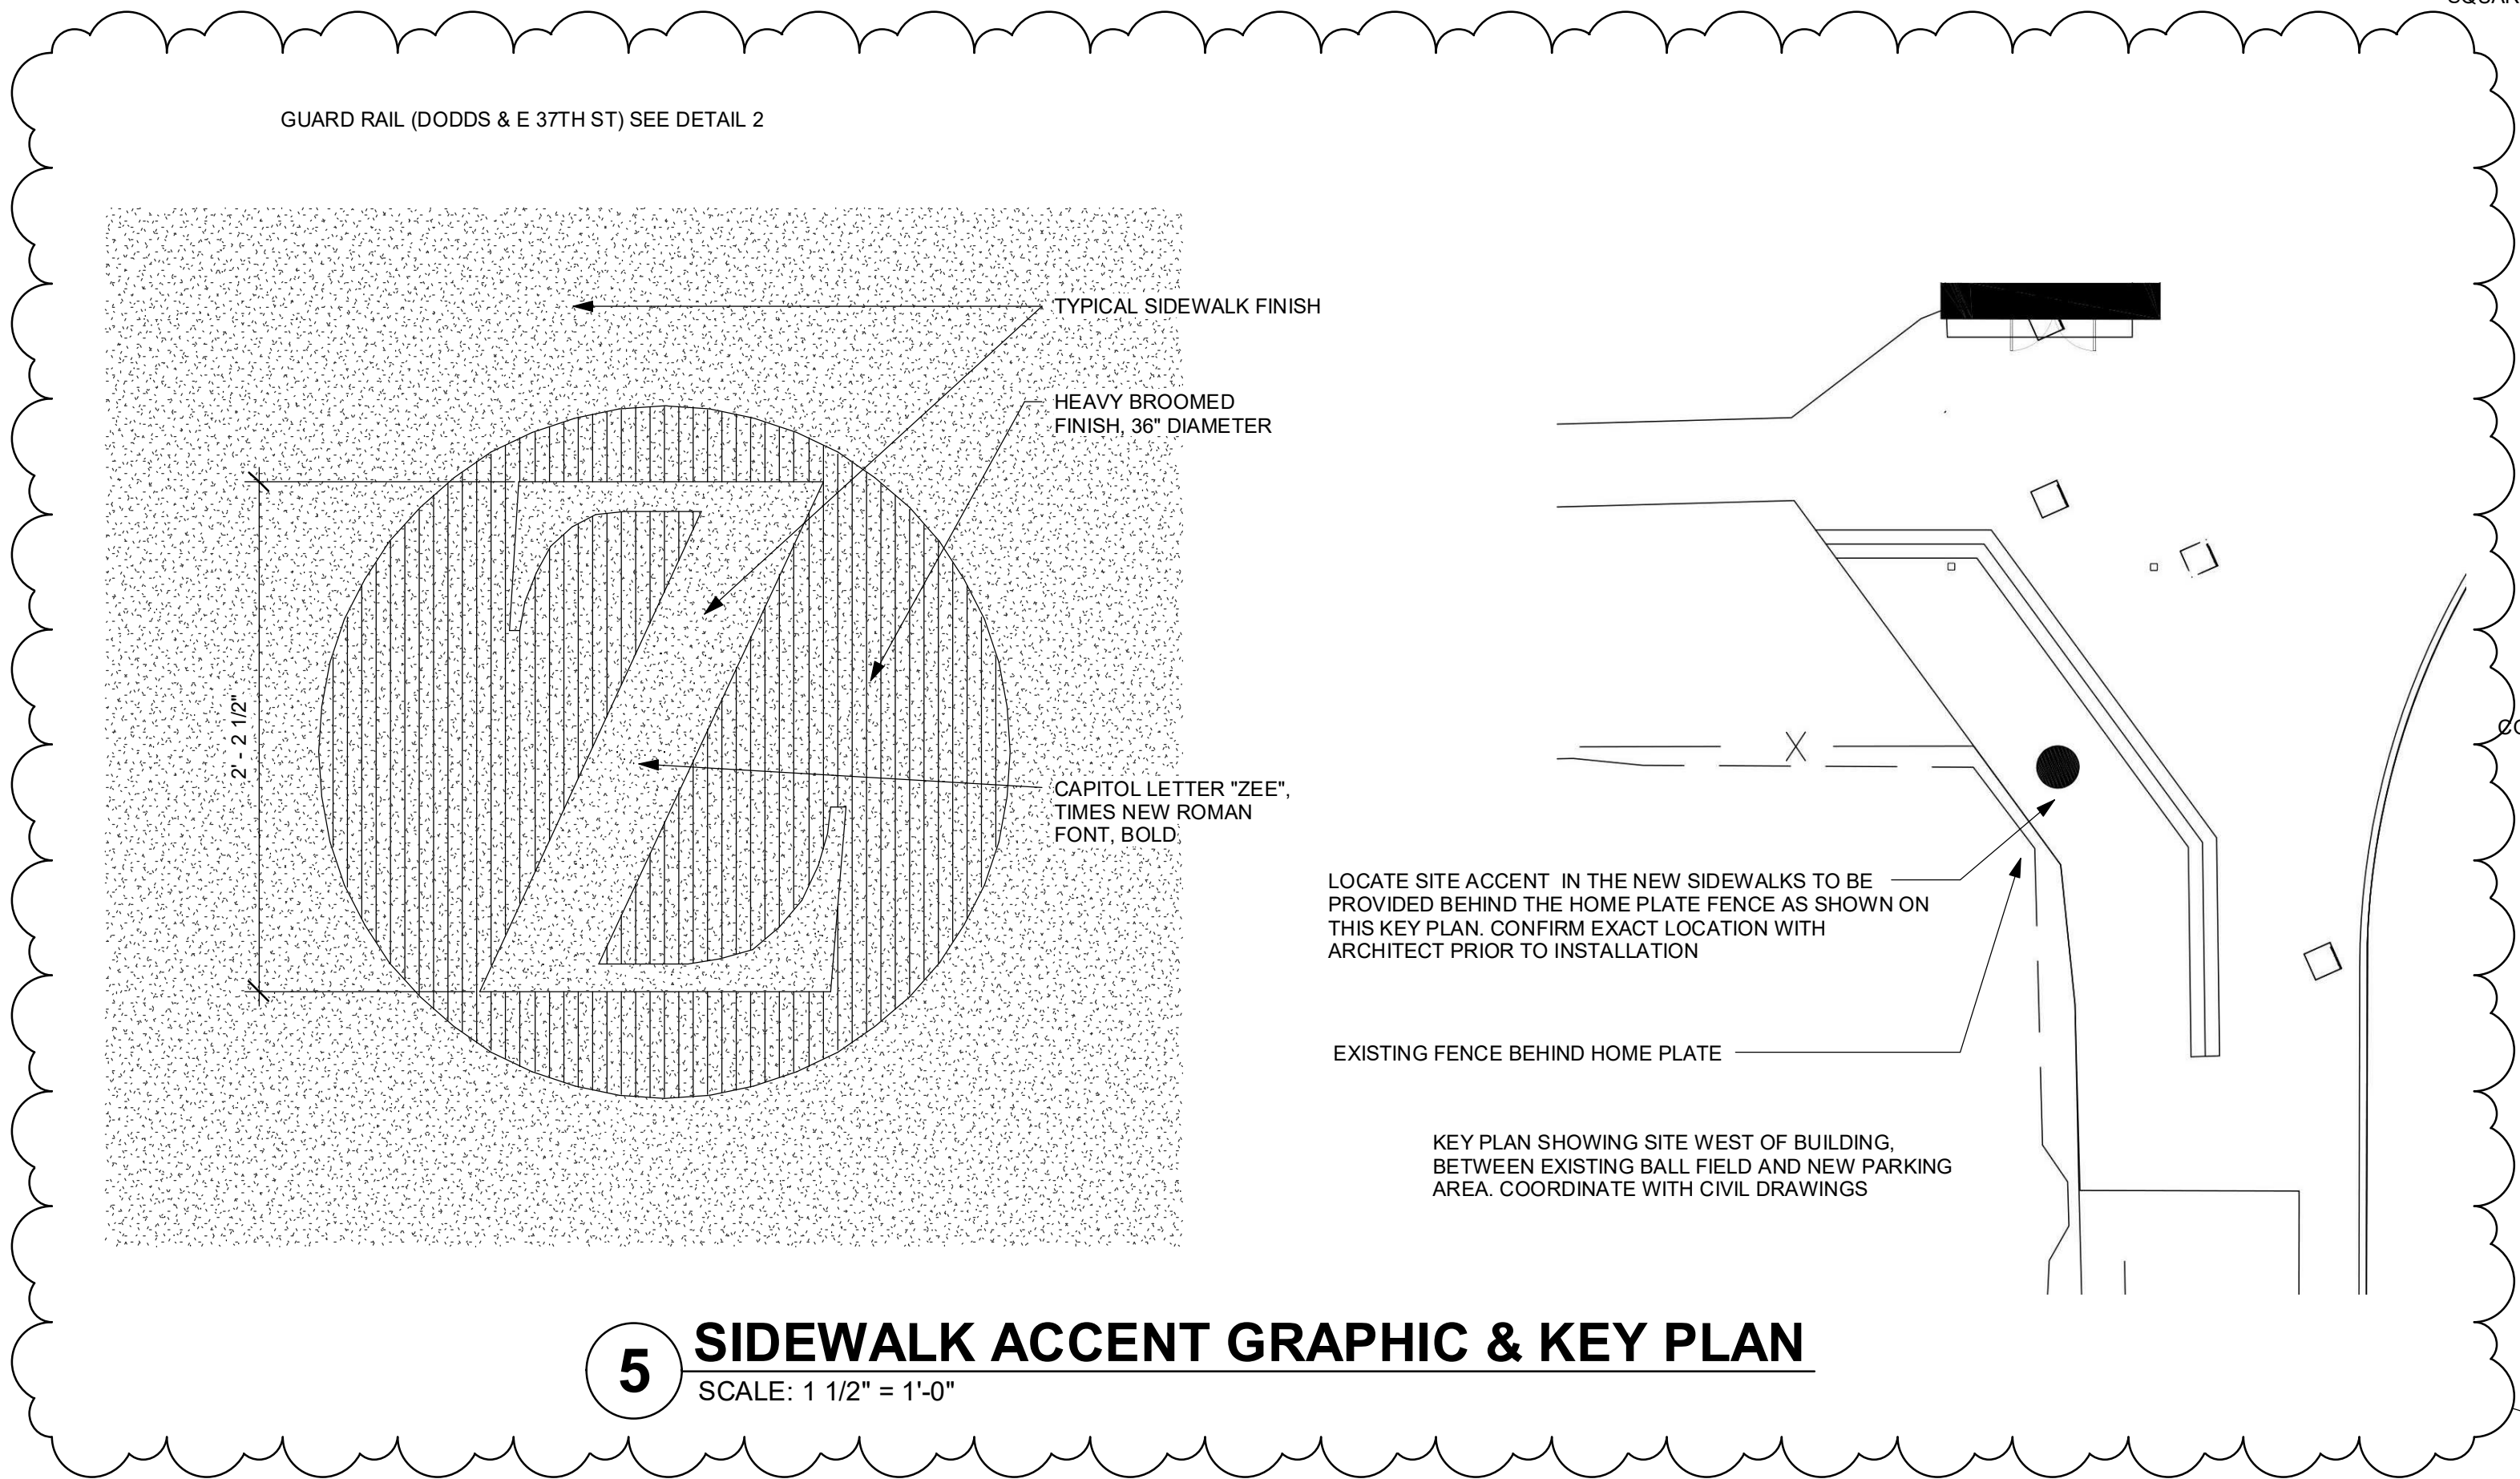 GUARD RAIL (DODDS & E 37TH ST) SEE DETAIL 2
TYPICAL SIDEWALK FINISH
HEAVY BROOMED
FINISH, 36" DIAMETER
2' - 2 1/2"
CAPITOL LETTER "ZEE",
TIMES NEW ROMAN
FONT, BOLD
LOCATE SITE ACCENT IN THE NEW SIDEWALKS TO BE
PROVIDED BEHIND THE HOME PLATE FENCE AS SHOWN ON
THIS KEY PLAN. CONFIRM EXACT LOCATION WITH
ARCHITECT PRIOR TO INSTALLATION
EXISTING FENCE BEHIND HOME PLATE
KEY PLAN SHOWING SITE WEST OF BUILDING,
BETWEEN EXISTING BALL FIELD AND NEW PARKING
AREA. COORDINATE WITH CIVIL DRAWINGS
5 SIDEWALK ACCENT GRAPHIC & KEY PLAN
SCALE: 1 1/2" = 1'-0"